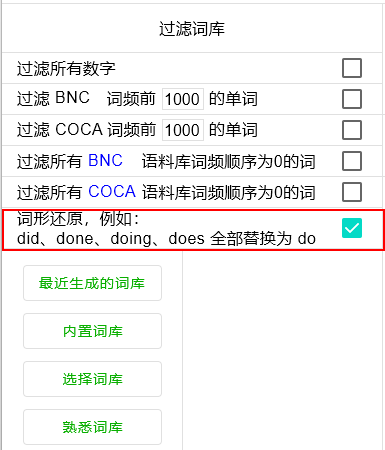 过滤词库
过滤所有数字
过滤 BNC 词频前 1000 的单词
过滤 COCA 词频前 1000 的单词
过滤所有 BNC 语料库词频顺序为0的词
过滤所有 COCA 语料库词频顺序为0的词
词形还原，例如：
did、done、doing、does 全部替换为 do
最近生成的词库
内置词库
选择词库
熟悉词库